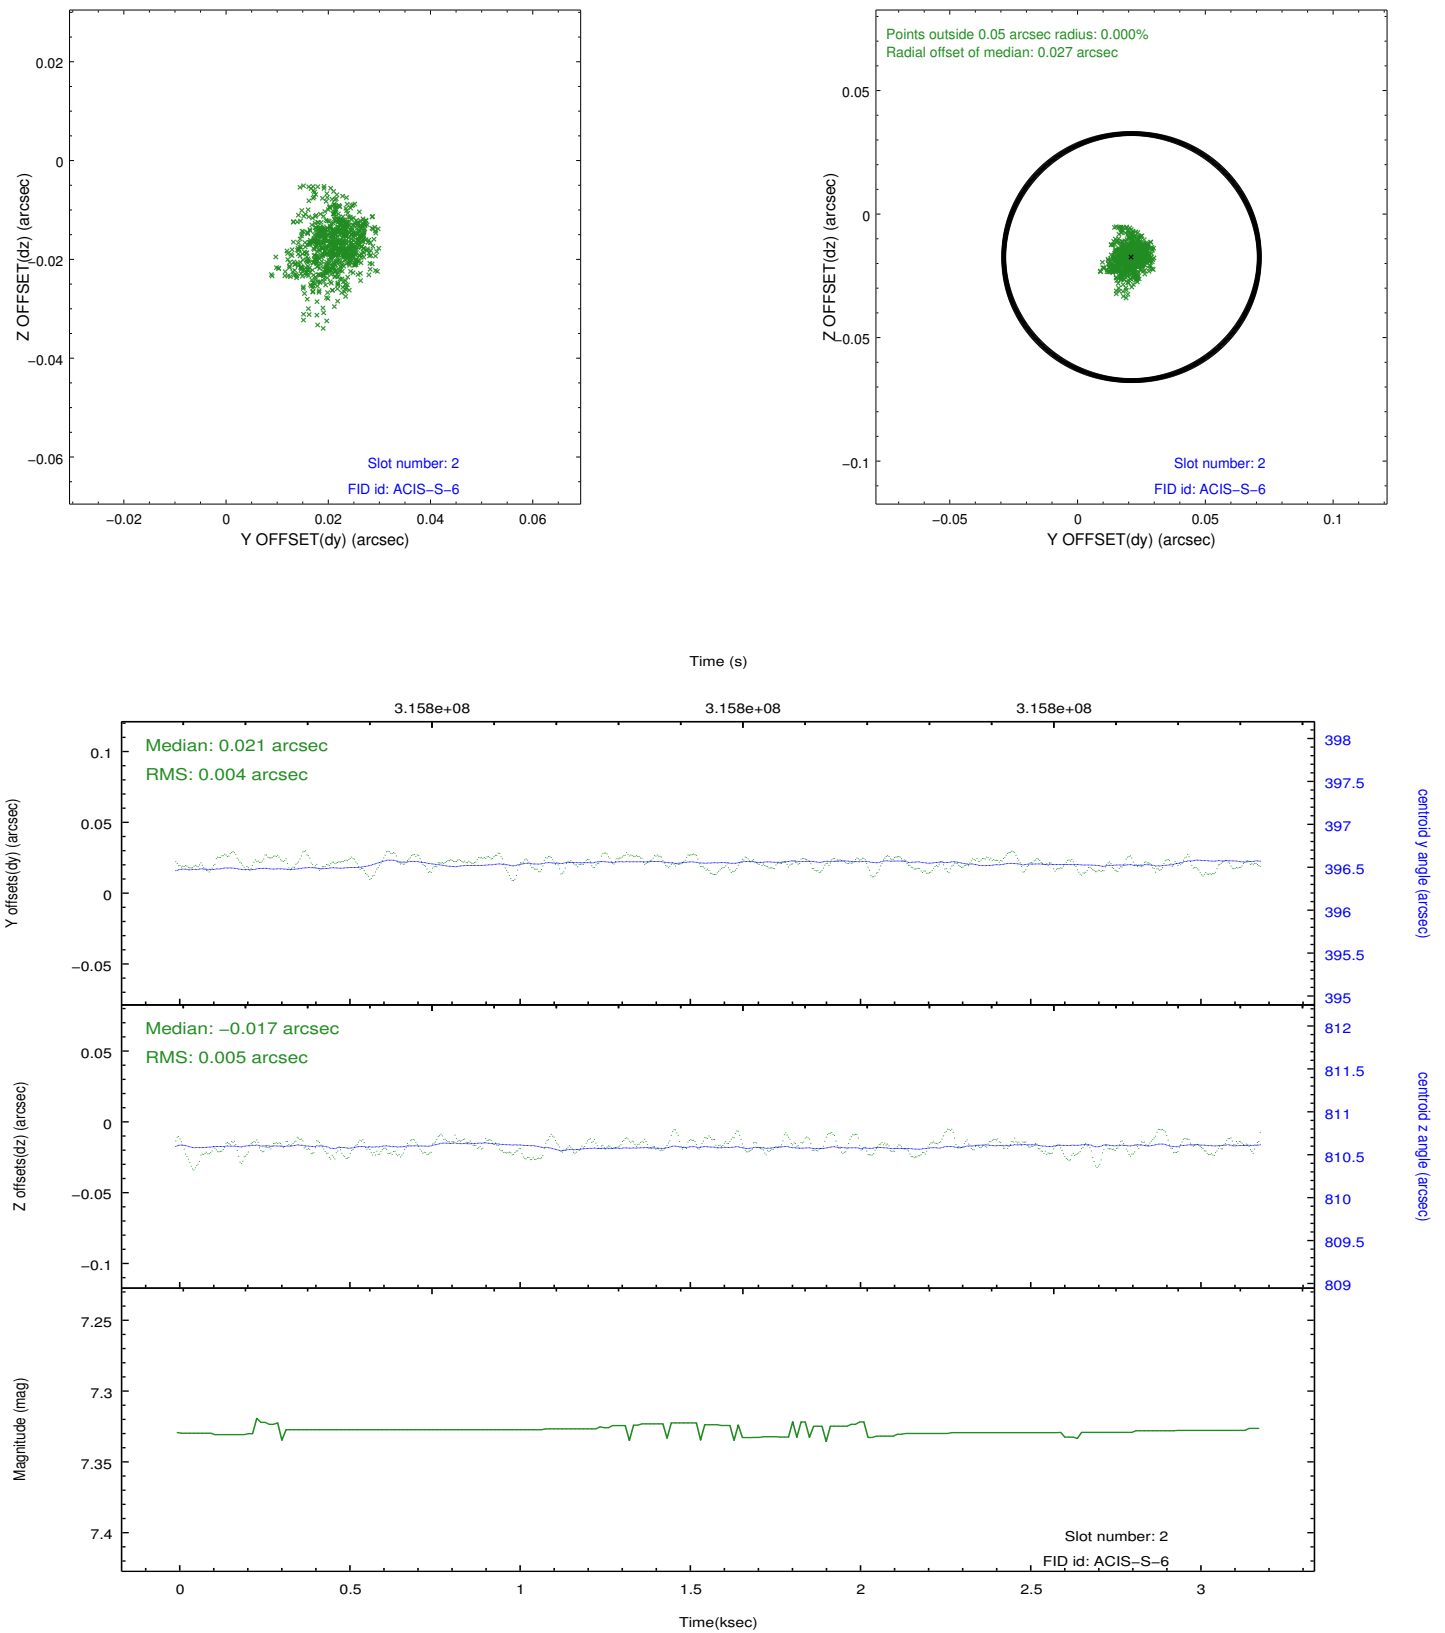 0.02
0
−0.02
−0.04
−0.06
Z OFFSET(dz) (arcsec)
Slot number: 2
FID id: ACIS−S−6
−0.02
0
0.02
0.04
0.06
Y OFFSET(dy) (arcsec)
Points outside 0.05 arcsec radius: 0.000%
Radial offset of median: 0.027 arcsec
0.05
0
−0.05
−0.1
Z OFFSET(dz) (arcsec)
Slot number: 2
FID id: ACIS−S−6
−0.05
0
0.05
0.1
Y OFFSET(dy) (arcsec)
Time (s)
3.158e+08
3.158e+08
3.158e+08
Median: 0.021 arcsec
RMS: 0.004 arcsec
0.1
0.05
0
−0.05
Y offsets(dy) (arcsec)
398
397.5
397
396.5
396
395.5
395
centroid y angle (arcsec)
Median: −0.017 arcsec
RMS: 0.005 arcsec
0.05
0
−0.05
−0.1
Z offsets(dz) (arcsec)
812
811.5
811
810.5
810
809.5
809
centroid z angle (arcsec)
7.25
7.3
7.35
7.4
Magnitude (mag)
Slot number: 2
FID id: ACIS−S−6
0
0.5
1
1.5
2
2.5
3
Time(ksec)